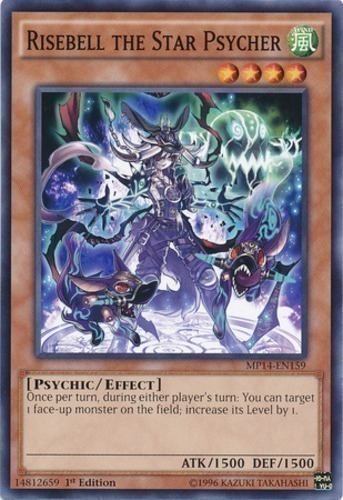 RISEBELL THE STAR PSYCHER
風
MP14-EN159
[PSYCHIC/EFFECT]
Once per turn, during either player's turn: You can target
1 face-up monster on the field; increase its Level by 1.
ATK/1500 DEF/1500
14812659 1st Edition ©1996 KAZUKI TAKAHASHI